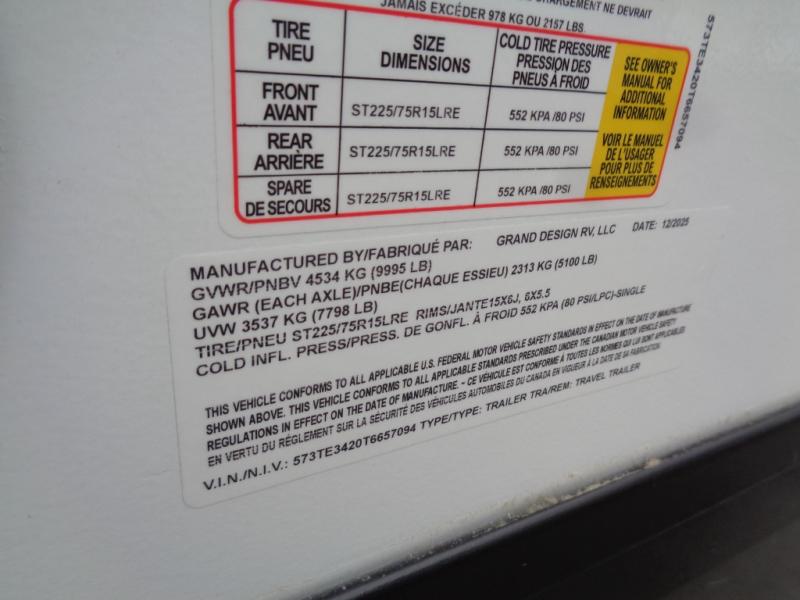 CHARGEMENT NE DEVRAIT
JAMAIS EXCÉDER 978 KG OU 2157 LBS.
TIRE
PNEU
SIZE
DIMENSIONS
COLD TIRE PRESSURE
PRESSION DES
PNEUS À FROID
SEE OWNER'S
MANUAL FOR
ADDITIONAL
INFORMATION
VOIR LE MANUEL
DE L'USAGER
POUR PLUS DE
RENSEIGNEMENTS
FRONT
AVANT
ST225/75R15LRE
552 KPA /80 PSI
REAR
ARRIÈRE
ST225/75R15LRE
552 KPA /80 PSI
SPARE
DE SECOURS
ST225/75R15LRE
552 KPA /80 PSI
573TE3420T6657094
MANUFACTURED BY/FABRIQUÉ PAR: GRAND DESIGN RV, LLC DATE: 12/2025
GVWR/PNBV 4534 KG (9995 LB)
GAWR (EACH AXLE)/PNBE(CHAQUE ESSIEU) 2313 KG (5100 LB)
UVW 3537 KG (7798 LB)
TIRE/PNEU ST225/75R15LRE RIMS/JANTE15X6J, 6X5.5
COLD INFL. PRESS/PRESS. DE GONFL. À FROID 552 KPA (80 PSI/LPC)-SINGLE
THIS VEHICLE CONFORMS TO ALL APPLICABLE U.S. FEDERAL MOTOR VEHICLE SAFETY STANDARDS IN EFFECT ON THE DATE OF MANUFACTURE
SHOWN ABOVE. THIS VEHICLE CONFORMS TO ALL APPLICABLE STANDARDS PRESCRIBED UNDER THE CANADIAN MOTOR VEHICLE SAFETY
REGULATIONS IN EFFECT ON THE DATE OF MANUFACTURE. - CE VÉHICULE EST CONFORME À TOUTES LES NORMES QUI LUI SONT APPLICABLES
EN VERTU DU RÈGLEMENT SUR LA SÉCURITÉ DES VÉHICULES AUTOMOBILES DU CANADA EN VIGUEUR À LA DATE DE SA FABRICATION.
V.I.N./N.I.V.: 573TE3420T6657094 TYPE/TYPE: TRAILER TRA/REM: TRAVEL TRAILER